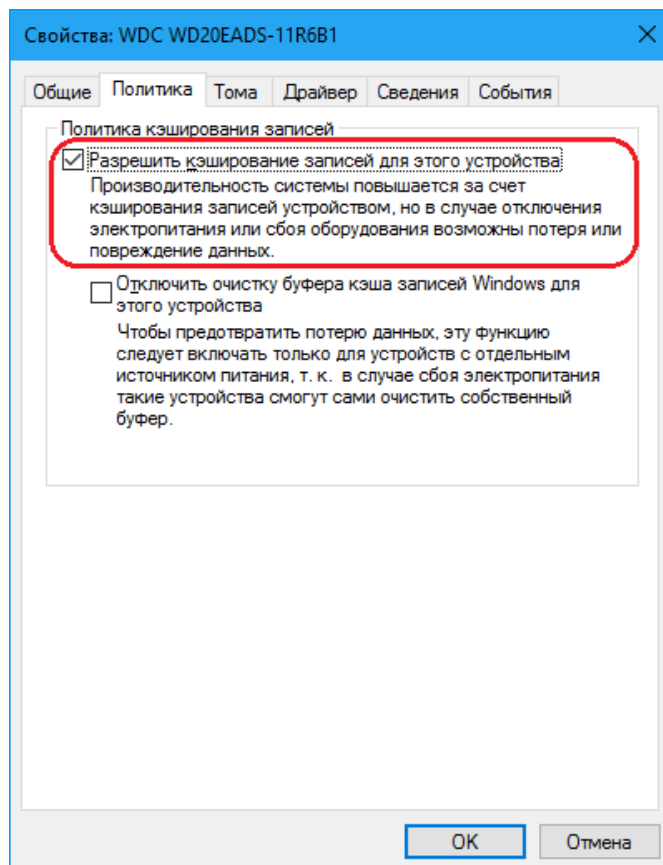 Свойства: WDC WD20EADS-11R6B1
Общие Политика Тома Драйвер Сведения События
Политика кэширования записей
Разрешить кэширование записей для этого устройства
Производительность системы повышается за счет
кэширования записей устройством, но в случае отключения
электропитания или сбоя оборудования возможны потеря или
повреждение данных.
Отключить очистку буфера кэша записей Windows для
этого устройства
Чтобы предотвратить потерю данных, эту функцию
следует включать только для устройств с отдельным
источником питания, т. к. в случае сбоя электропитания
такие устройства смогут сами очистить собственный
буфер.
OK Отмена